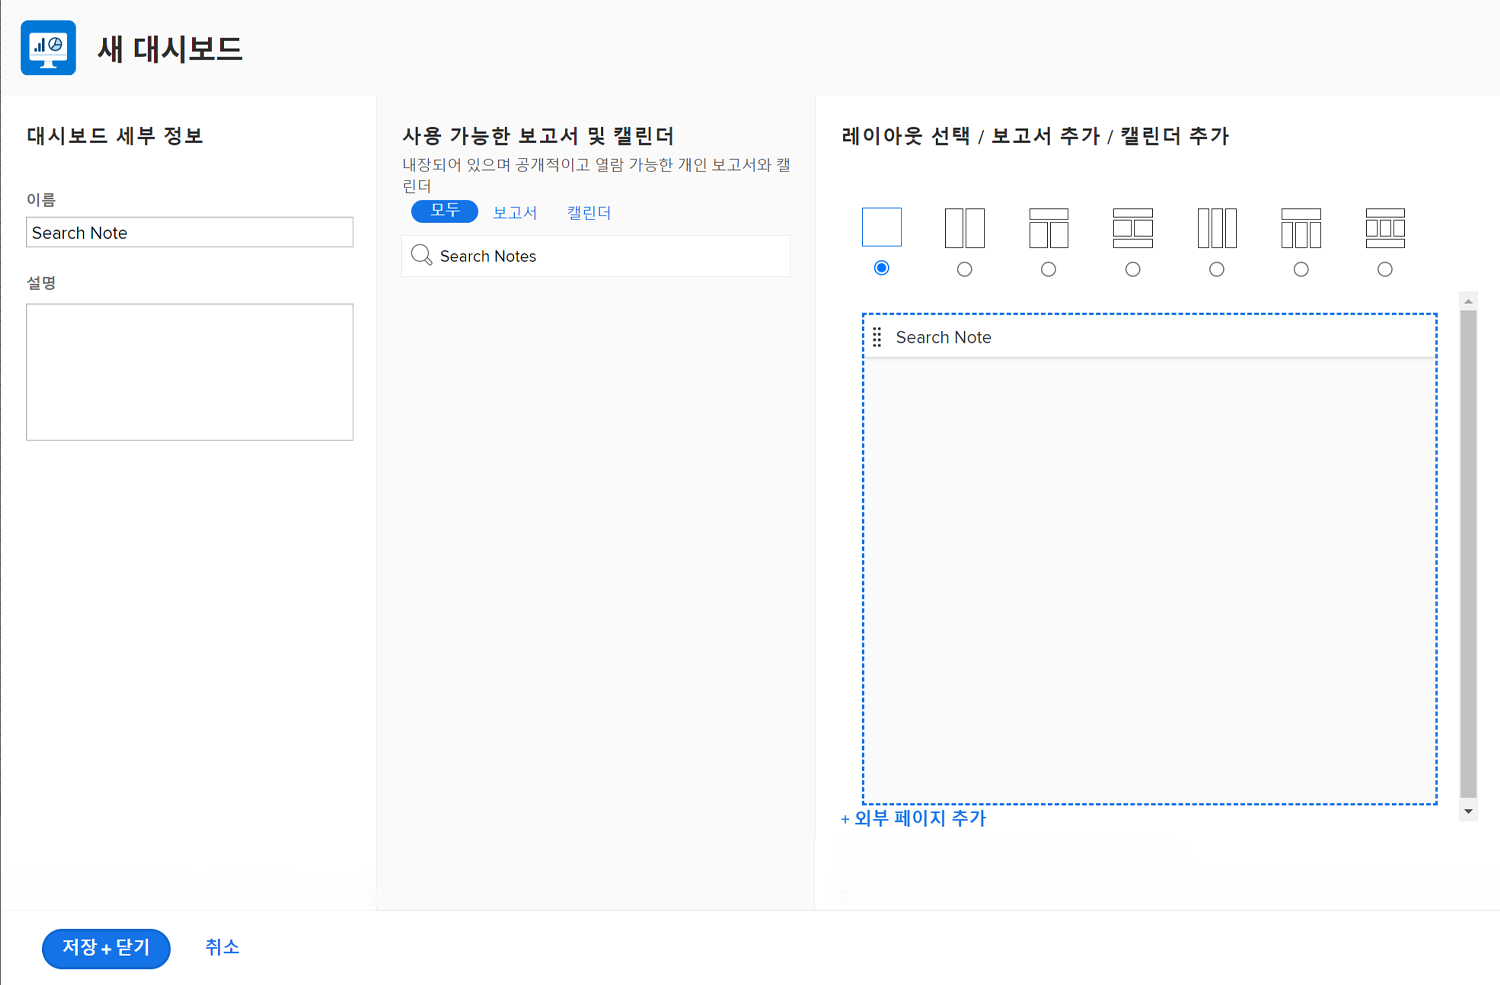 새 대시보드
대시보드 세부 정보
이름
Search Note
설명
사용 가능한 보고서 및 캘린더
내장되어 있으며 공개적이고 열람 가능한 개인 보고서와 캘
린더
모두 보고서 캘린더
Search Notes
레이아웃 선택 / 보고서 추가 / 캘린더 추가
Search Note
+ 외부 페이지 추가
저장 + 닫기 취소